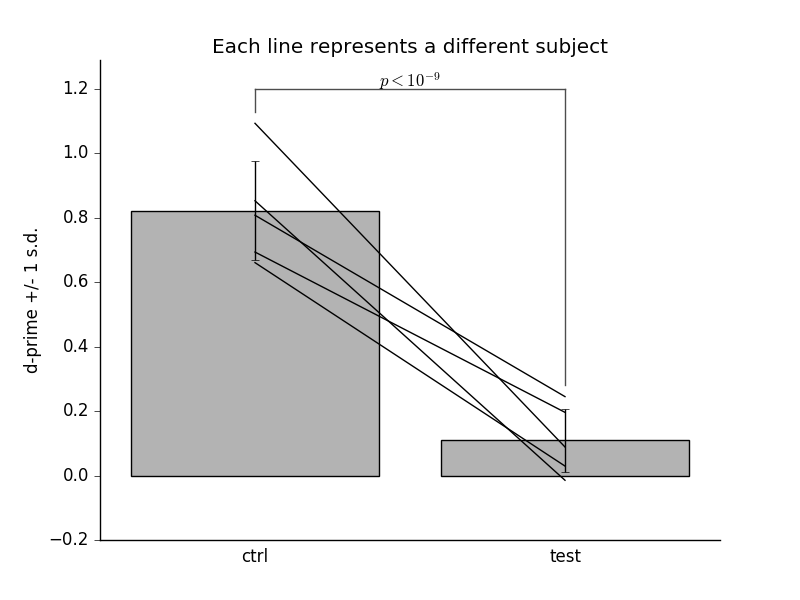 Each line represents a different subject
p < 10⁻⁹
1.2
1.0
0.8
0.6
0.4
0.2
0.0
−0.2
d-prime +/- 1 s.d.
ctrl test